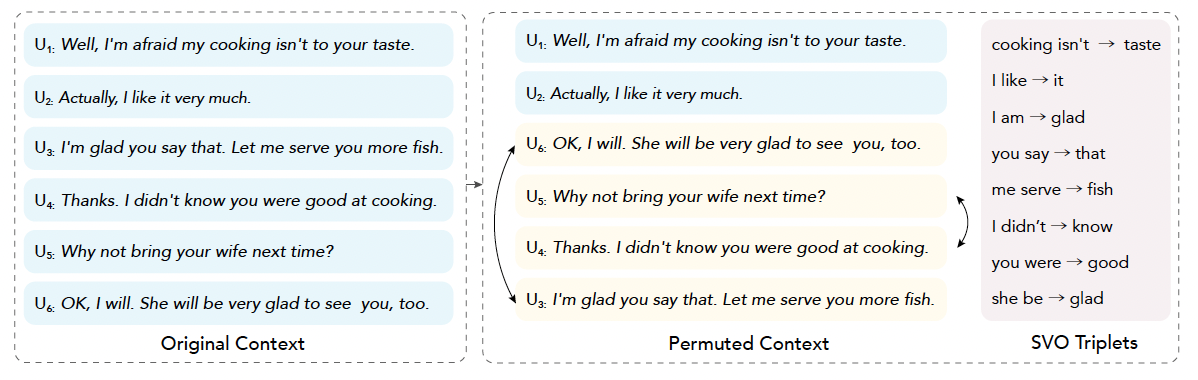 U1: Well, I'm afraid my cooking isn't to your taste.
U2: Actually, I like it very much.
U3: I'm glad you say that. Let me serve you more fish.
U4: Thanks. I didn't know you were good at cooking.
U5: Why not bring your wife next time?
U6: OK, I will. She will be very glad to see you, too.
Original Context
U1: Well, I'm afraid my cooking isn't to your taste.
U2: Actually, I like it very much.
U6: OK, I will. She will be very glad to see you, too.
U5: Why not bring your wife next time?
U4: Thanks. I didn't know you were good at cooking.
U3: I'm glad you say that. Let me serve you more fish.
Permuted Context
cooking isn't → taste
I like → it
I am → glad
you say → that
me serve → fish
I didn’t → know
you were → good
she be → glad
SVO Triplets